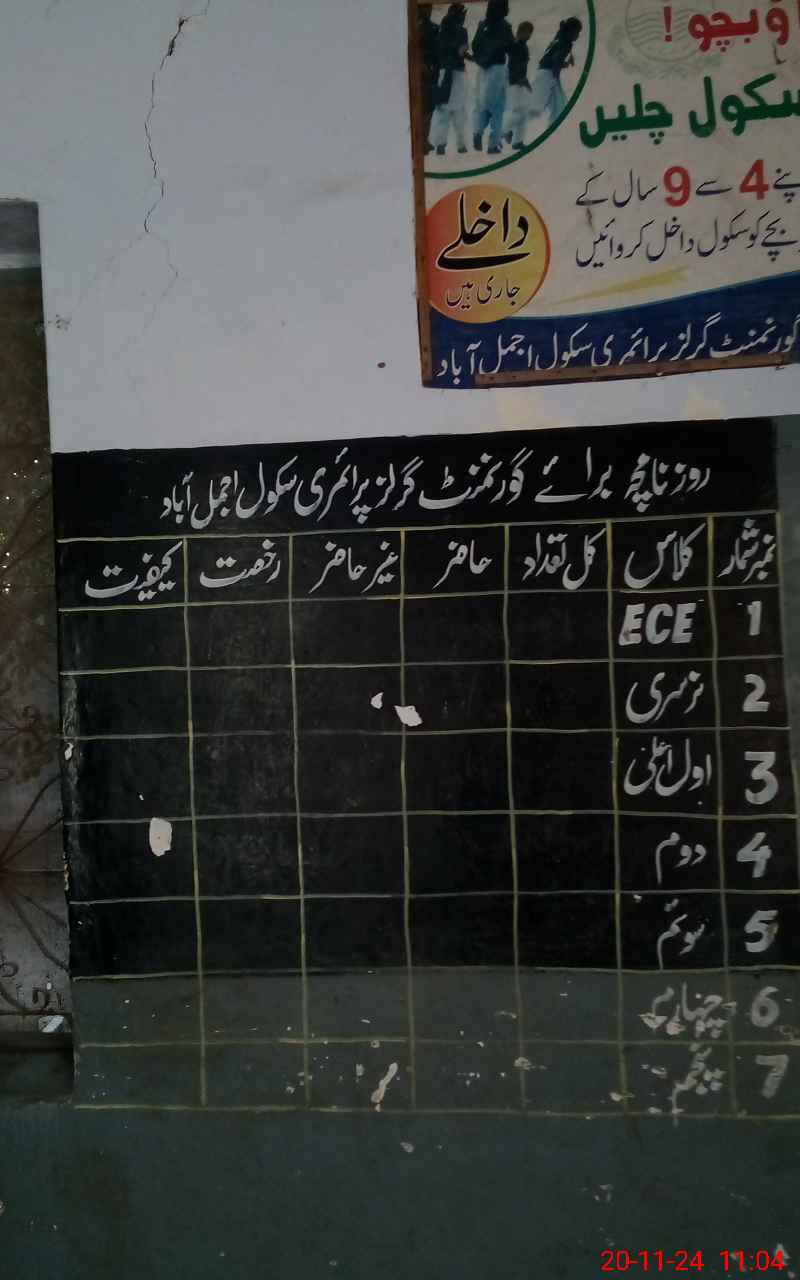 ؤ بچو !
سکول چلیں
پنے 4 سے 9 سال کے
بچے کو سکول داخل کروائیں
داخلے
جاری ہیں
گورنمنٹ گرلز پرائمری سکول اجمل آباد
روزنامچہ برائے گورنمنٹ گرلز پرائمری سکول اجمل آباد
نمبر شمار کلاس کل تعداد حاضر غیر حاضر رخصت کیفیت
1 ECE
2 نرسری
3 اول اعلیٰ
4 دوم
5 سوئم
6 چہارم
7 پنجم
20-11-24 11:04